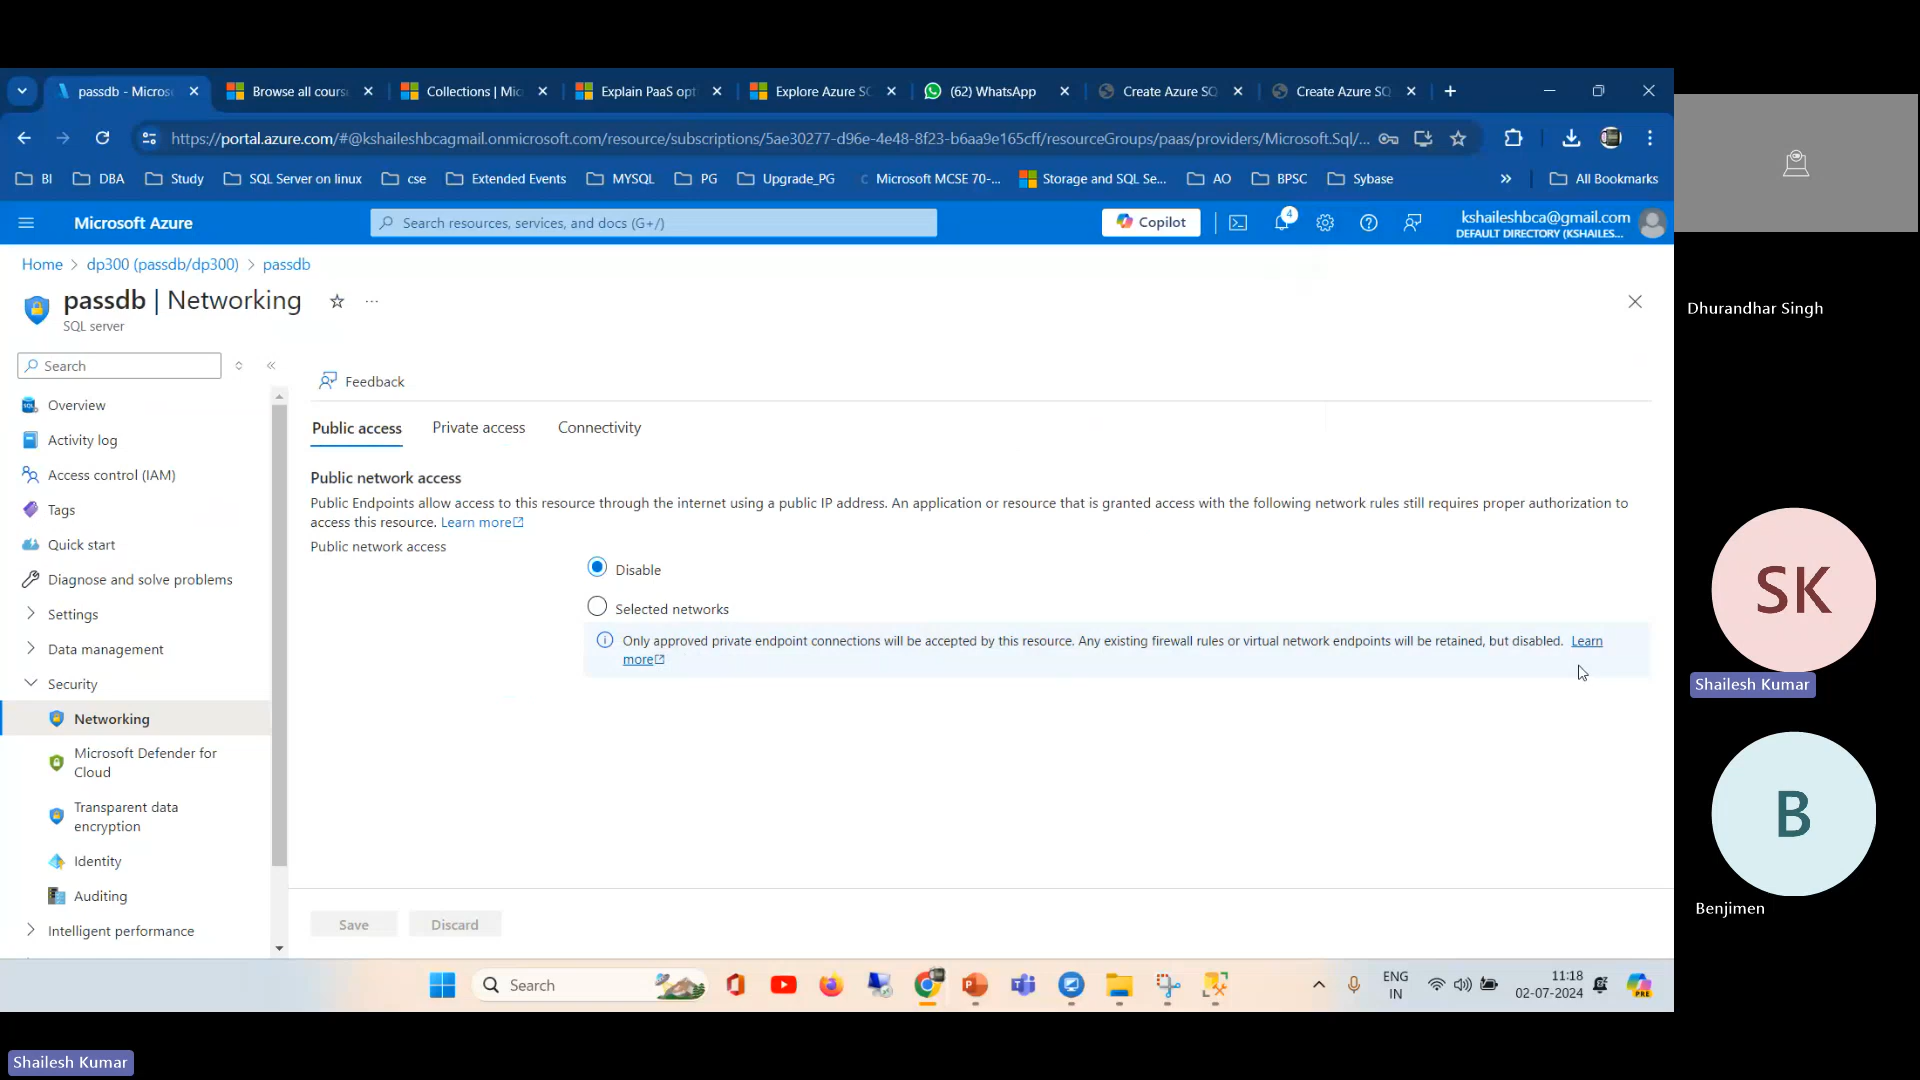 passdb - Micros
Browse all cours
Collections | Mic
Explain PaaS opt
Explore Azure SQ
(62) WhatsApp
Create Azure SQ
Create Azure SQ
https://portal.azure.com/#@kshaileshbcagmail.onmicrosoft.com/resource/subscriptions/5ae30277-d96e-4e48-8f23-b6aa9e165cff/resourceGroups/paas/providers/Microsoft.Sql/...
BI
DBA
Study
SQL Server on linux
cse
Extended Events
MYSQL
PG
Upgrade_PG
Microsoft MCSE 70-...
Storage and SQL Se...
AO
BPSC
Sybase
All Bookmarks
Microsoft Azure
Search resources, services, and docs (G+/)
Copilot
4
kshaileshbca@gmail.com
DEFAULT DIRECTORY (KSHAILES...
Home > dp300 (passdb/dp300) > passdb
passdb | Networking
SQL server
Search
Overview
Activity log
Access control (IAM)
Tags
Quick start
Diagnose and solve problems
Settings
Data management
Security
Networking
Microsoft Defender for
Cloud
Transparent data
encryption
Identity
Auditing
Intelligent performance
Feedback
Public access
Private access
Connectivity
Public network access
Public Endpoints allow access to this resource through the internet using a public IP address. An application or resource that is granted access with the following network rules still requires proper authorization to
access this resource. Learn more
Public network access
Disable
Selected networks
Only approved private endpoint connections will be accepted by this resource. Any existing firewall rules or virtual network endpoints will be retained, but disabled. Learn
more
Save
Discard
Search
ENG
IN
11:18
02-07-2024
PRE
Dhurandhar Singh
SK
Shailesh Kumar
B
Benjimen
Shailesh Kumar